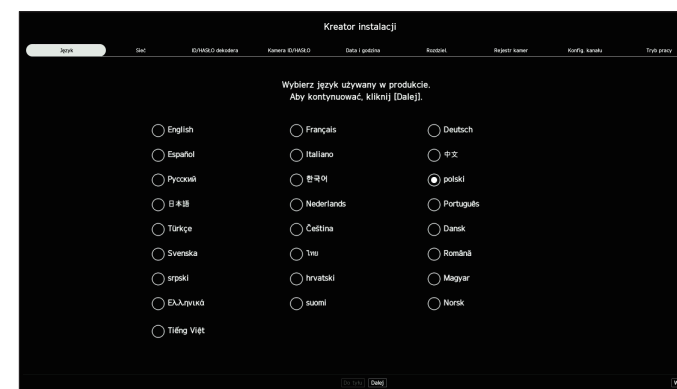 Kreator instalacji
Język Sieć ID/HASŁO dekodera Kamera ID/HASŁO Data i godzina Rozdziel. Rejestr kamer Konfig. kanału Tryb pracy
Wybierz język używany w produkcie.
Aby kontynuować, kliknij [Dalej].
English Français Deutsch
Español Italiano 中文
Русский 한국어 polski
日本語 Nederlands Português
Türkçe Čeština Dansk
Svenska ไทย Română
srpski hrvatski Magyar
Ελληνικά suomi Norsk
Tiếng Việt
Do tyłu Dalej